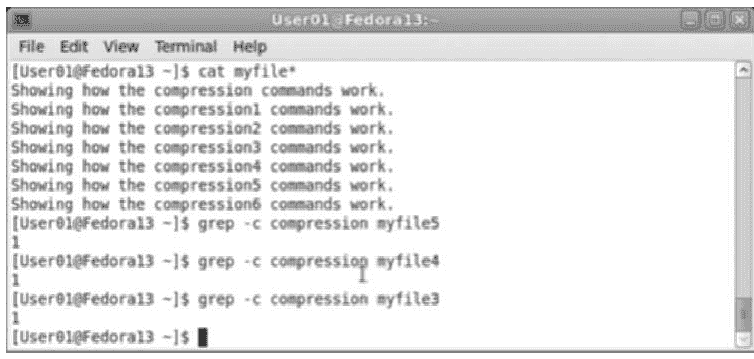 User01@Fedora13:~
File Edit View Terminal Help
[User01@Fedora13 ~]$ cat myfile*
Showing how the compression commands work.
Showing how the compression1 commands work.
Showing how the compression2 commands work.
Showing how the compression3 commands work.
Showing how the compression4 commands work.
Showing how the compression5 commands work.
Showing how the compression6 commands work.
[User01@Fedora13 ~]$ grep -c compression myfile5
1
[User01@Fedora13 ~]$ grep -c compression myfile4
1
[User01@Fedora13 ~]$ grep -c compression myfile3
1
[User01@Fedora13 ~]$